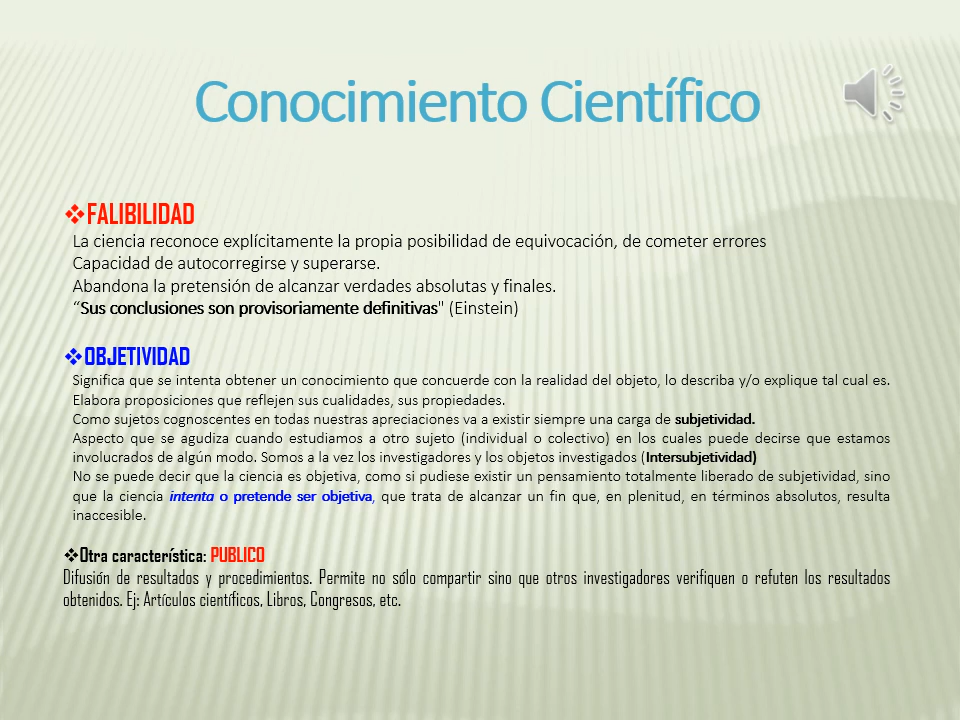 Conocimiento Científico
❖FALIBILIDAD
La ciencia reconoce explícitamente la propia posibilidad de equivocación, de cometer errores
Capacidad de autocorregirse y superarse.
Abandona la pretensión de alcanzar verdades absolutas y finales.
“Sus conclusiones son provisoriamente definitivas" (Einstein)
❖OBJETIVIDAD
Significa que se intenta obtener un conocimiento que concuerde con la realidad del objeto, lo describa y/o explique tal cual es.
Elabora proposiciones que reflejen sus cualidades, sus propiedades.
Como sujetos cognoscentes en todas nuestras apreciaciones va a existir siempre una carga de subjetividad.
Aspecto que se agudiza cuando estudiamos a otro sujeto (individual o colectivo) en los cuales puede decirse que estamos
involucrados de algún modo. Somos a la vez los investigadores y los objetos investigados (Intersubjetividad)
No se puede decir que la ciencia es objetiva, como si pudiese existir un pensamiento totalmente liberado de subjetividad, sino
que la ciencia intenta o pretende ser objetiva, que trata de alcanzar un fin que, en plenitud, en términos absolutos, resulta
inaccesible.
❖Otra característica: PUBLICO
Difusión de resultados y procedimientos. Permite no sólo compartir sino que otros investigadores verifiquen o refuten los resultados
obtenidos. Ej: Artículos científicos, Libros, Congresos, etc.